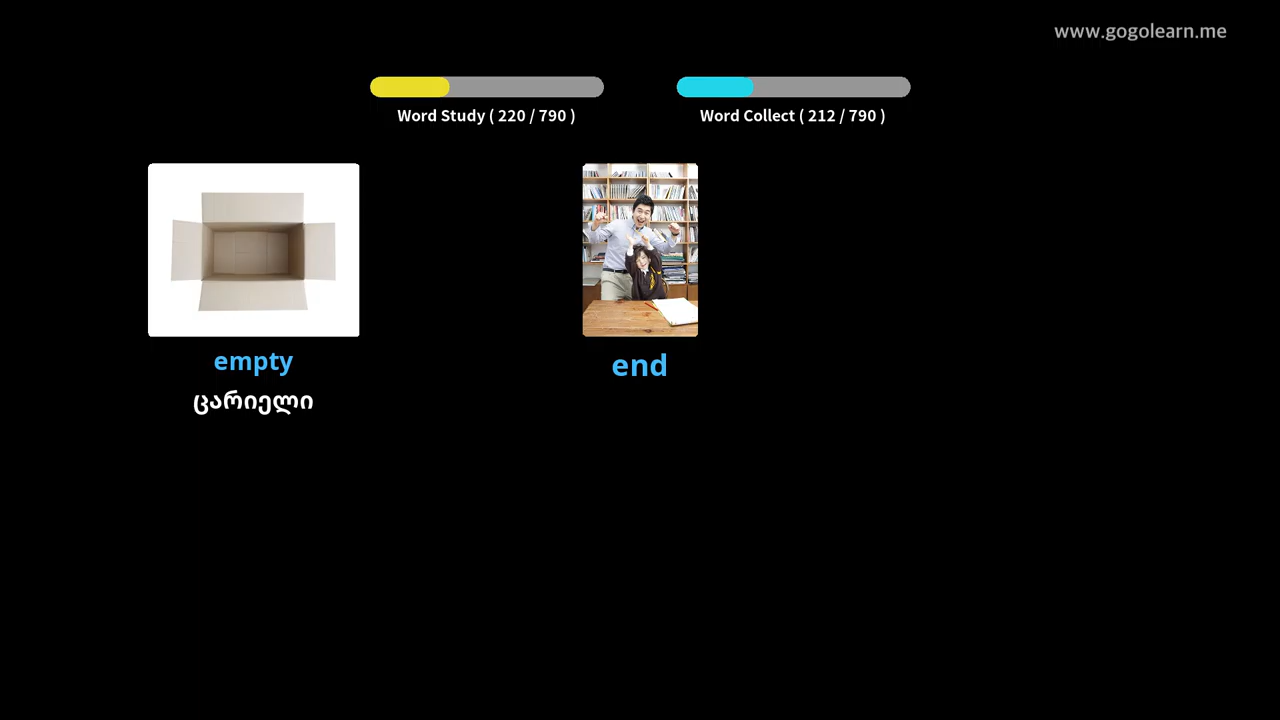 www.gogolearn.me
Word Study ( 220 / 790 )
Word Collect ( 212 / 790 )
empty
ცარიელი
end